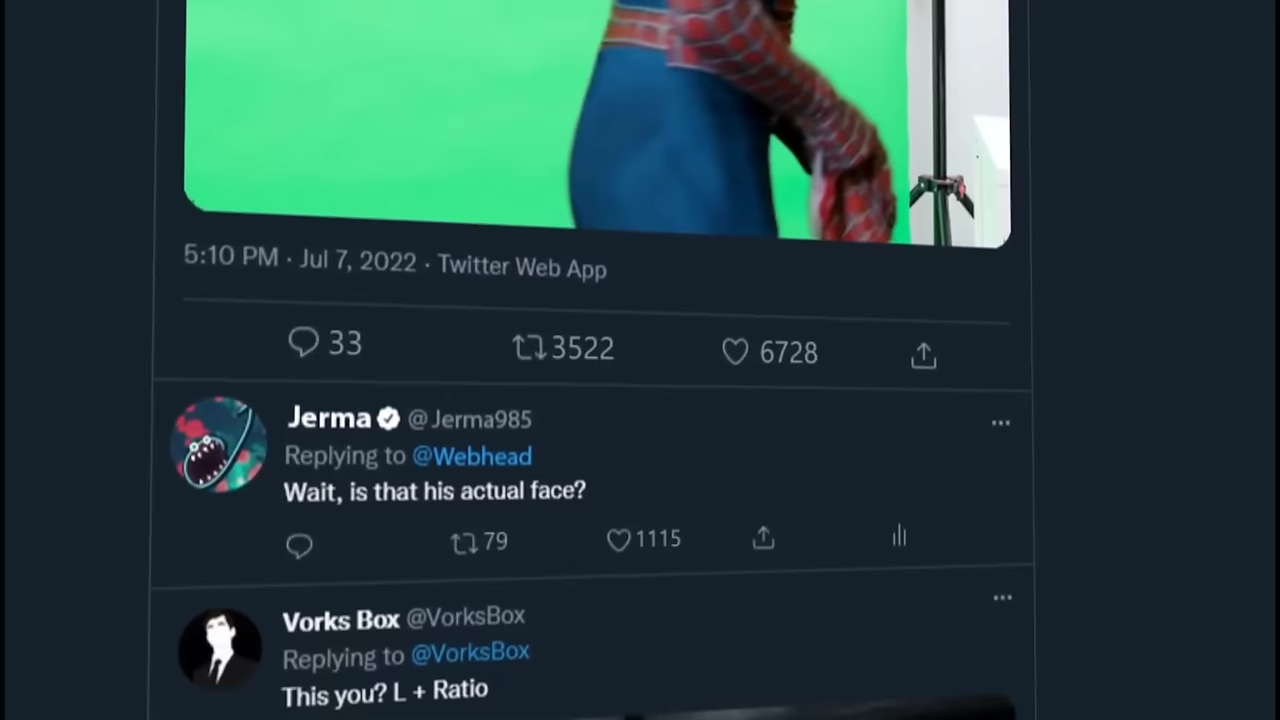 5:10 PM · Jul 7, 2022 · Twitter Web App
33 3522 6728
Jerma @Jerma985
Replying to @Webhead
Wait, is that his actual face?
79 1115
Vorks Box @VorksBox
Replying to @VorksBox
This you? L + Ratio